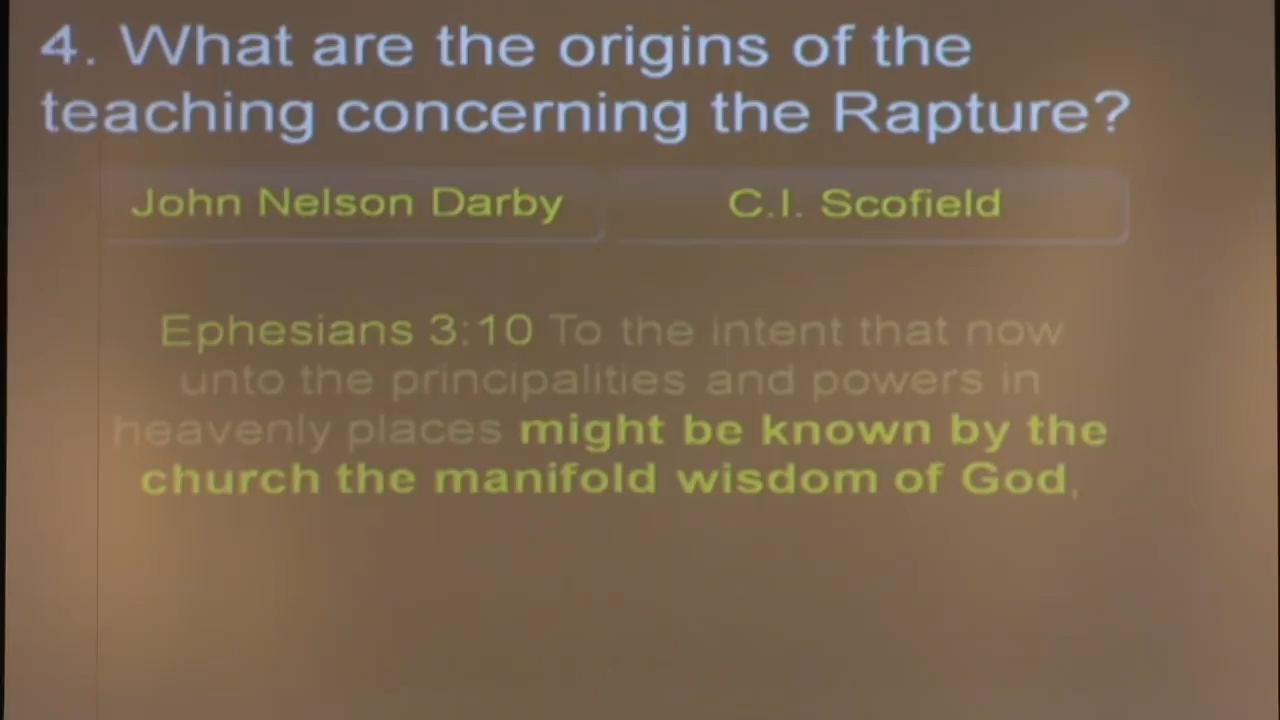 4. What are the origins of the
teaching concerning the Rapture?
John Nelson Darby
C.I. Scofield
Ephesians 3:10 To the intent that now
unto the principalities and powers in
heavenly places might be known by the
church the manifold wisdom of God,